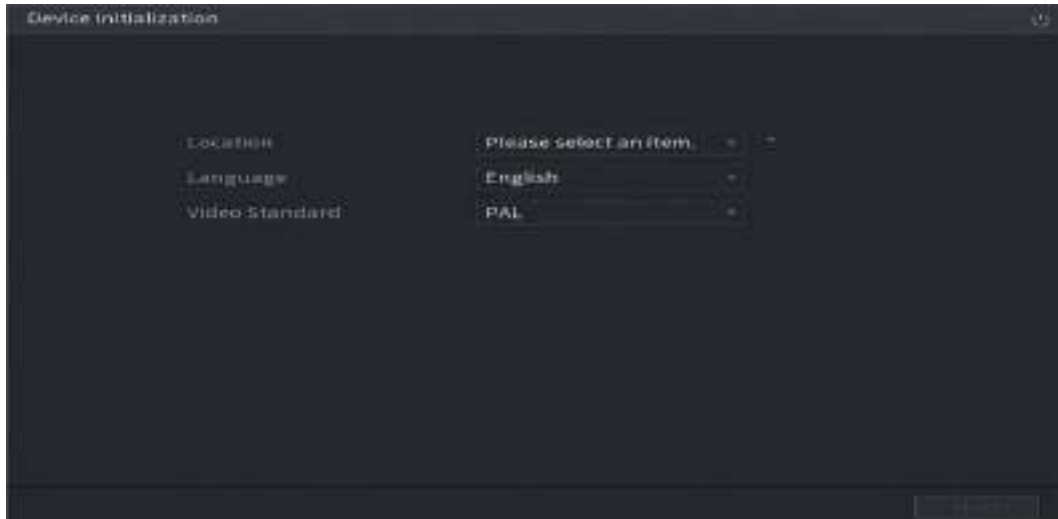 Device Initialization
Location Please select an item.
Language English
Video Standard PAL